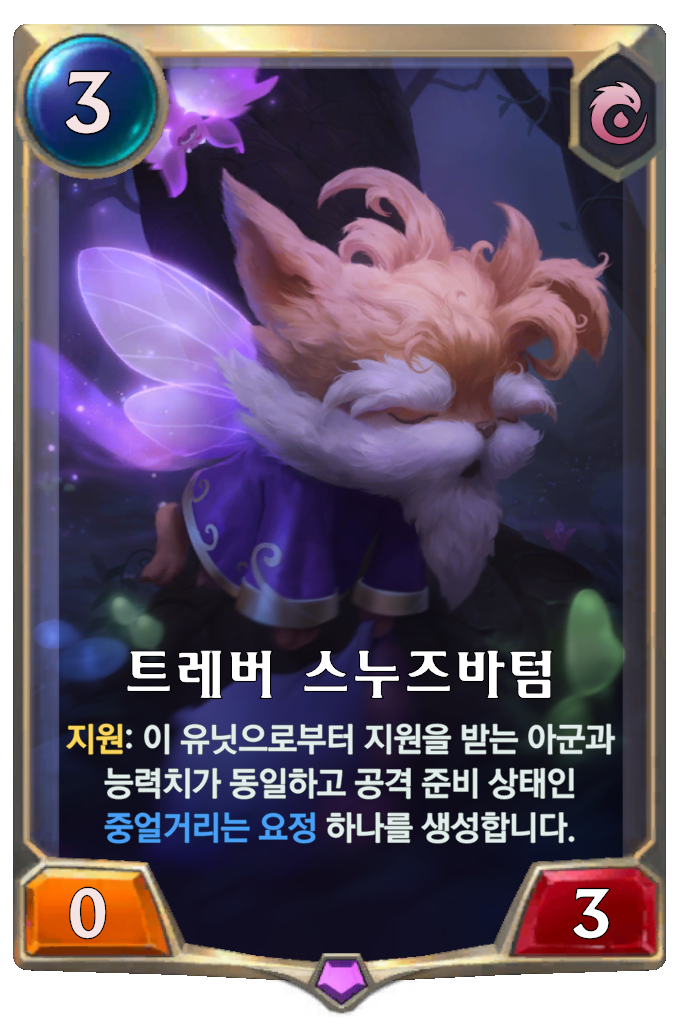 3
트레버 스누즈바텀
지원: 이 유닛으로부터 지원을 받는 아군과
능력치가 동일하고 공격 준비 상태인
중얼거리는 요정 하나를 생성합니다.
0
3